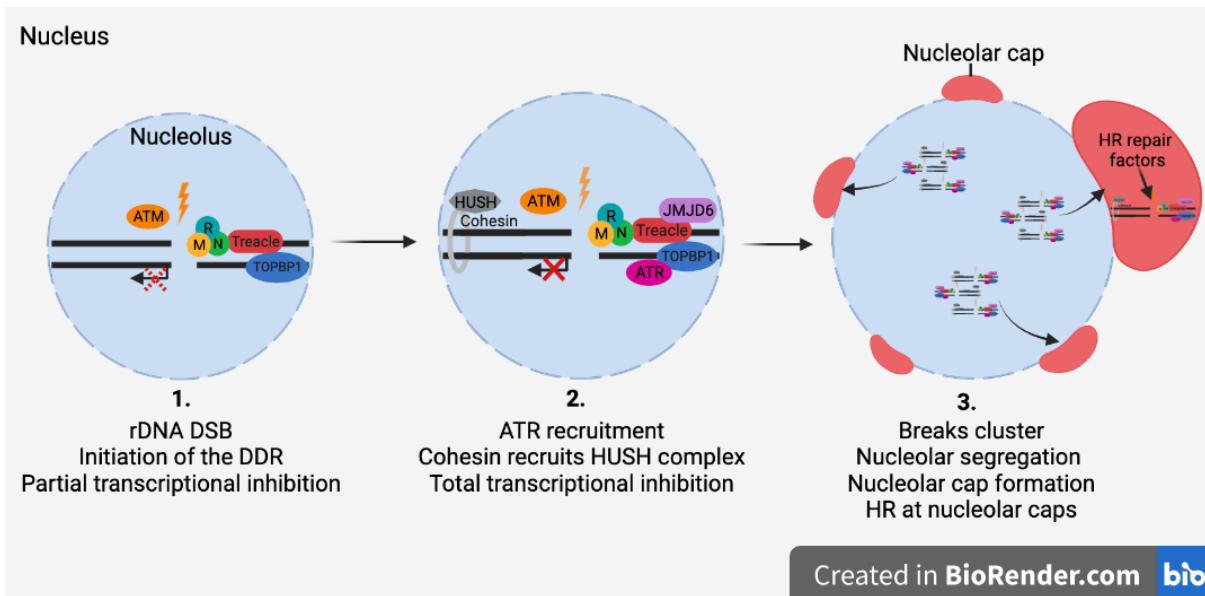 Nucleus
Nucleolus
ATM
R
M
N
Treacle
TOPBP1
1.
rDNA DSB
Initiation of the DDR
Partial transcriptional inhibition
HUSH
Cohesin
ATM
R
M
N
JMJD6
Treacle
TOPBP1
ATR
2.
ATR recruitment
Cohesin recruits HUSH complex
Total transcriptional inhibition
Nucleolar cap
HR repair
factors
3.
Breaks cluster
Nucleolar segregation
Nucleolar cap formation
HR at nucleolar caps
Created in BioRender.com
bio